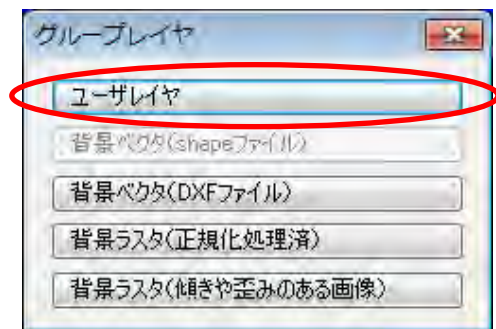 グループレイヤ
ユーザレイヤ
背景ベクタ(shapeファイル)
背景ベクタ(DXFファイル)
背景ラスタ(正規化処理済)
背景ラスタ(傾きや歪みのある画像)